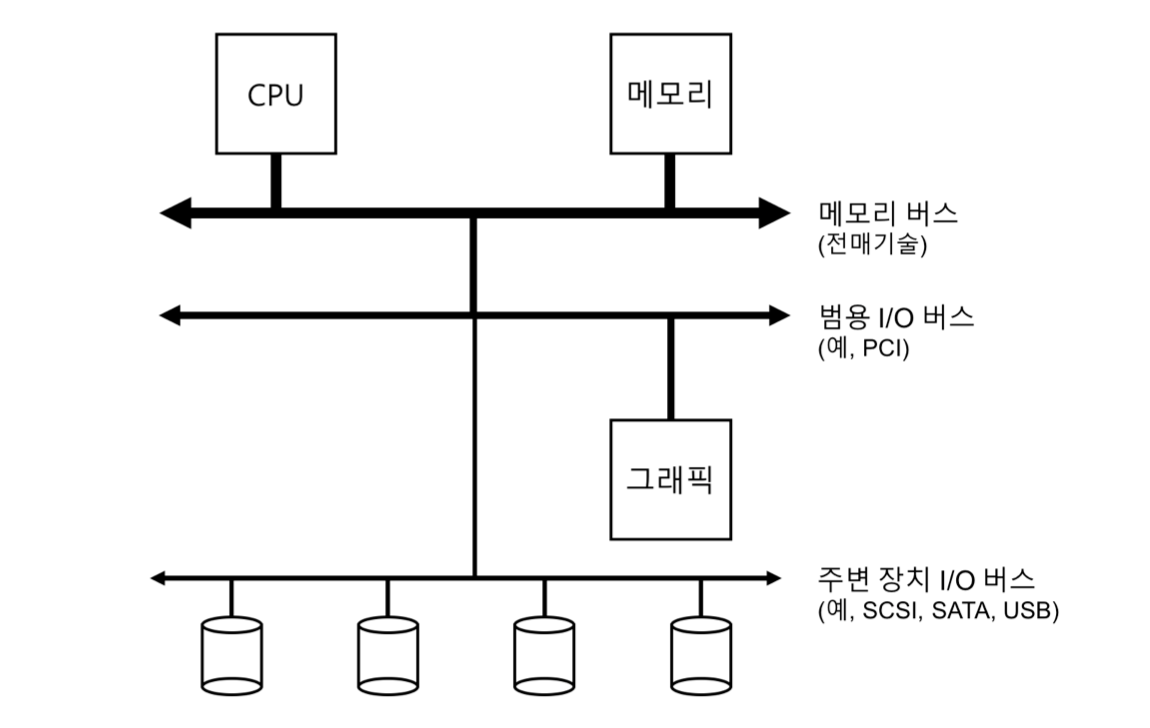 CPU
메모리
메모리 버스
(전매기술)
범용 I/O 버스
(예, PCI)
그래픽
주변 장치 I/O 버스
(예, SCSI, SATA, USB)